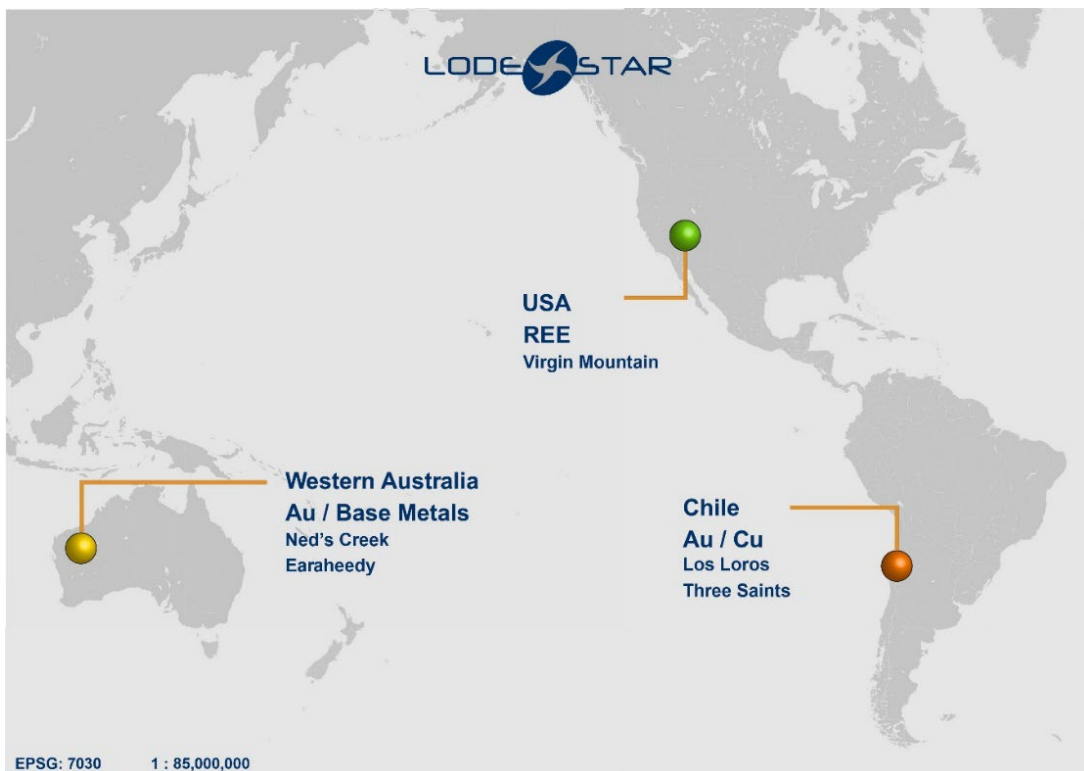 LODESTAR
USA
REE
Virgin Mountain
Western Australia
Au / Base Metals
Ned's Creek
Earaheedy
Chile
Au / Cu
Los Loros
Three Saints
EPSG: 7030 1 : 85,000,000